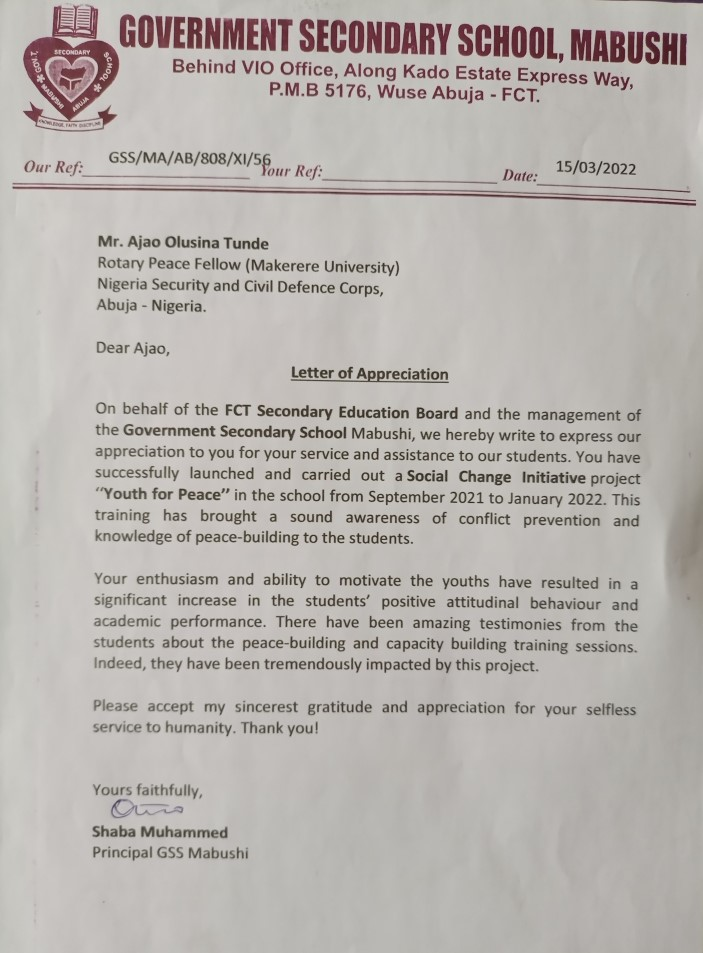 GOVERNMENT SECONDARY SCHOOL, MABUSHI
Behind VIO Office, Along Kado Estate Express Way,
P.M.B 5176, Wuse Abuja - FCT.
SECONDARY
GOV'T.
SCHOOL
MABUSHI
ABUJA
KNOWLEDGE, FAITH DISCIPLINE
Our Ref: GSS/MA/AB/808/XI/56 Your Ref: Date: 15/03/2022
Mr. Ajao Olusina Tunde
Rotary Peace Fellow (Makerere University)
Nigeria Security and Civil Defence Corps,
Abuja - Nigeria.
Dear Ajao,
Letter of Appreciation
On behalf of the FCT Secondary Education Board and the management of
the Government Secondary School Mabushi, we hereby write to express our
appreciation to you for your service and assistance to our students. You have
successfully launched and carried out a Social Change Initiative project
“Youth for Peace” in the school from September 2021 to January 2022. This
training has brought a sound awareness of conflict prevention and
knowledge of peace-building to the students.
Your enthusiasm and ability to motivate the youths have resulted in a
significant increase in the students’ positive attitudinal behaviour and
academic performance. There have been amazing testimonies from the
students about the peace-building and capacity building training sessions.
Indeed, they have been tremendously impacted by this project.
Please accept my sincerest gratitude and appreciation for your selfless
service to humanity. Thank you!
Yours faithfully,
Shaba Muhammed
Principal GSS Mabushi